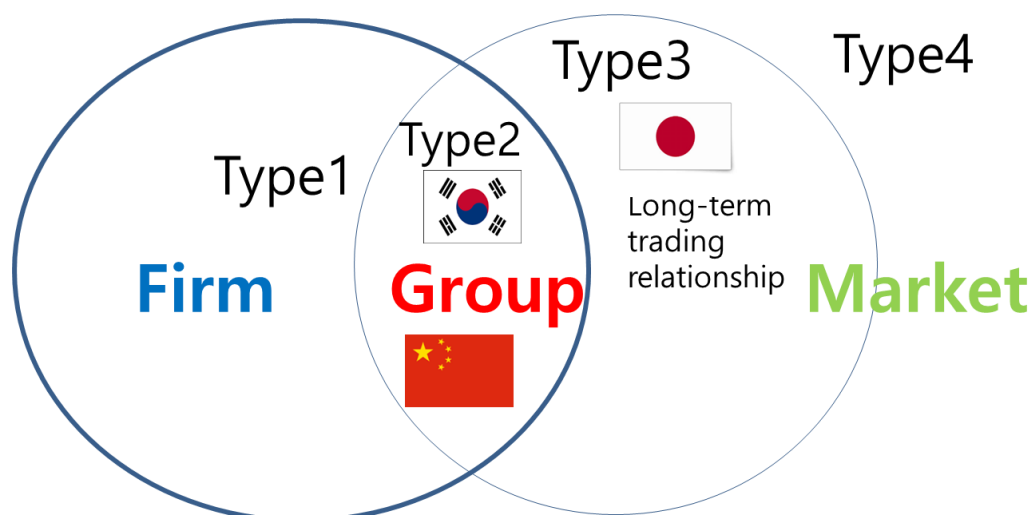 Type1
Firm
Type2
Group
Type3
Long-term
trading
relationship
Type4
Market